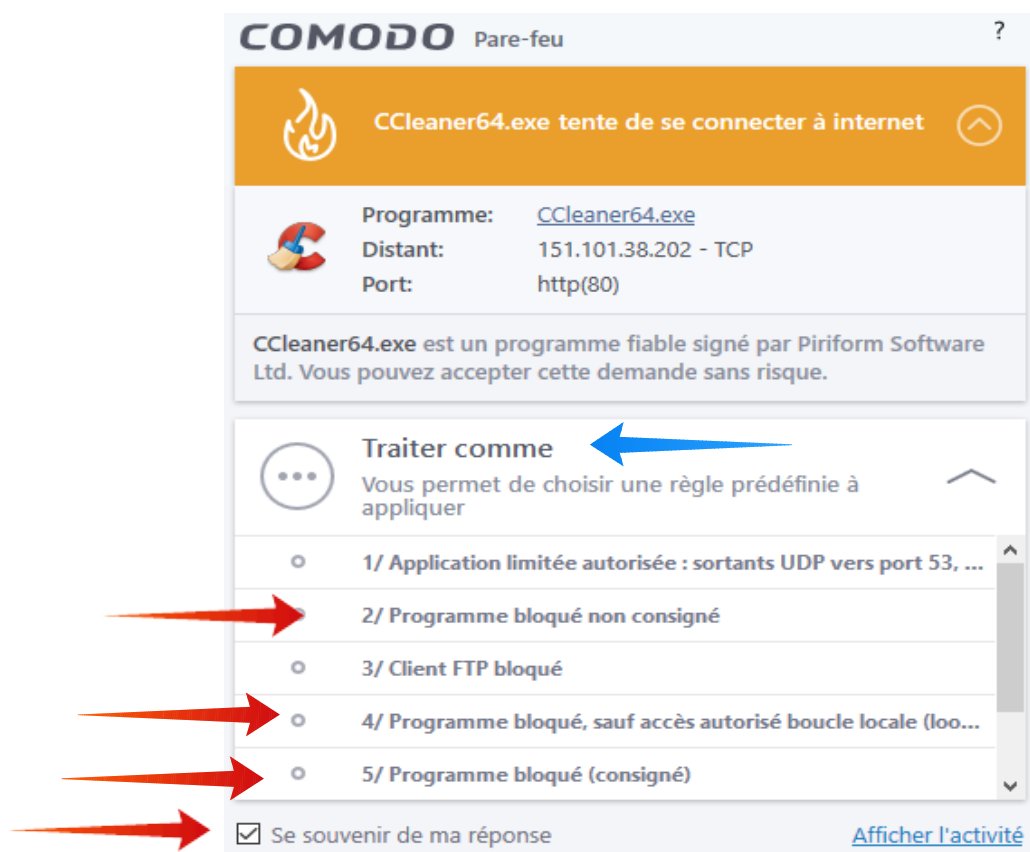 COMODO Pare-feu ?
CCleaner64.exe tente de se connecter à internet
Programme: CCleaner64.exe
Distant: 151.101.38.202 - TCP
Port: http(80)
CCleaner64.exe est un programme fiable signé par Piriform Software
Ltd. Vous pouvez accepter cette demande sans risque.
Traiter comme
Vous permet de choisir une règle prédéfinie à
appliquer
1/ Application limitée autorisée : sortants UDP vers port 53, ...
2/ Programme bloqué non consigné
3/ Client FTP bloqué
4/ Programme bloqué, sauf accès autorisé boucle locale (loo...
5/ Programme bloqué (consigné)
Se souvenir de ma réponse Afficher l'activité